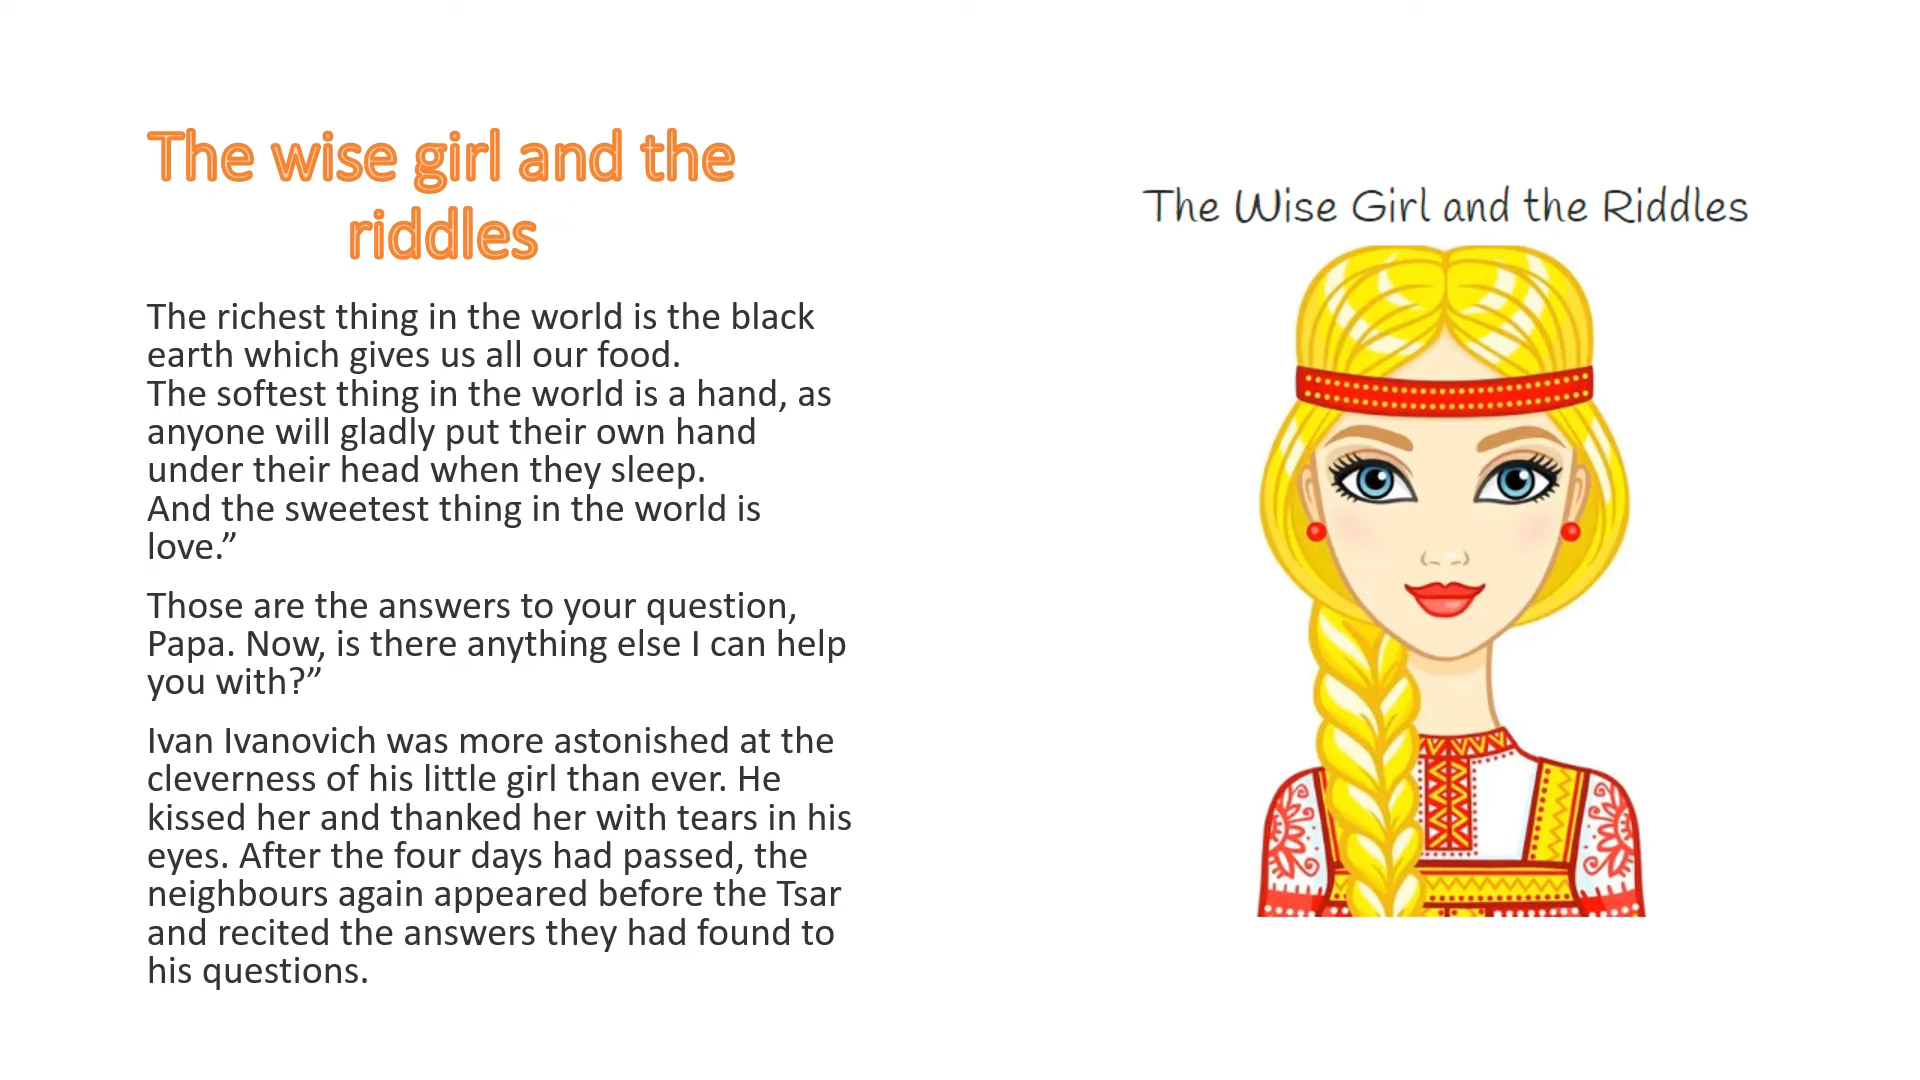 The wise girl and the
riddles
The richest thing in the world is the black
earth which gives us all our food.
The softest thing in the world is a hand, as
anyone will gladly put their own hand
under their head when they sleep.
And the sweetest thing in the world is
love.”
Those are the answers to your question,
Papa. Now, is there anything else I can help
you with?”
Ivan Ivanovich was more astonished at the
cleverness of his little girl than ever. He
kissed her and thanked her with tears in his
eyes. After the four days had passed, the
neighbours again appeared before the Tsar
and recited the answers they had found to
his questions.
The Wise Girl and the Riddles